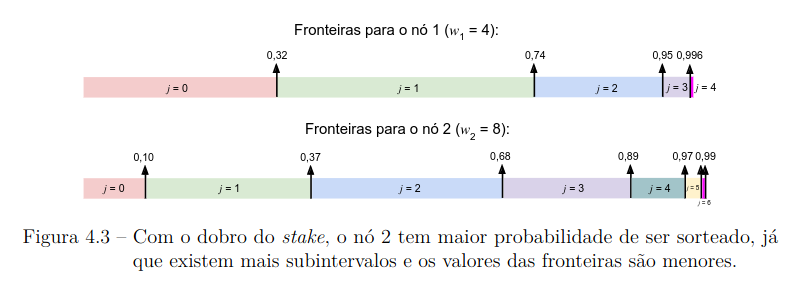 Fronteiras para o nó 1 (w1 = 4):
0,32 0,74 0,95 0,996
j = 0 j = 1 j = 2 j = 3 j = 4
Fronteiras para o nó 2 (w2 = 8):
0,10 0,37 0,68 0,89 0,97 0,99
j = 0 j = 1 j = 2 j = 3 j = 4 j = 5
j = 6
Figura 4.3 – Com o dobro do stake, o nó 2 tem maior probabilidade de ser sorteado, já
que existem mais subintervalos e os valores das fronteiras são menores.